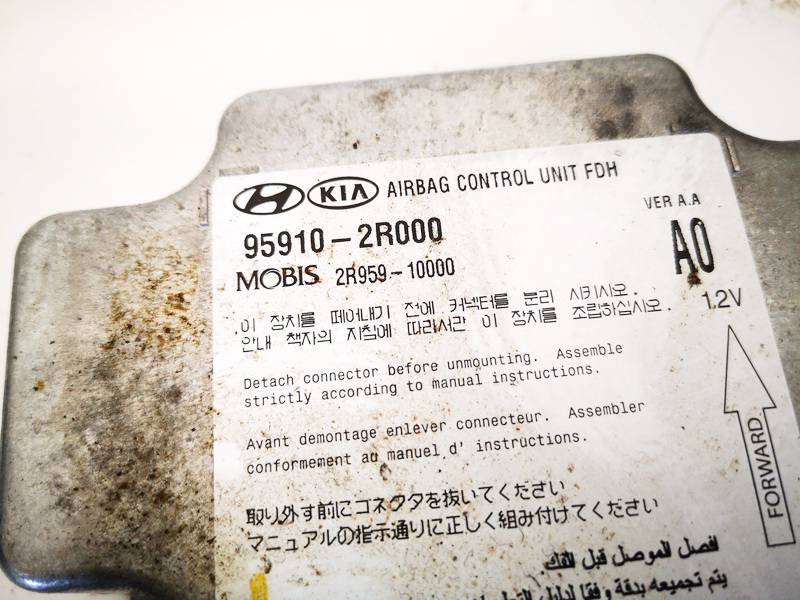 KIA AIRBAG CONTROL UNIT FDH
95910-2R000
VER A.A
MOBIS 2R959-10000
A0
.이 장치를 떼어내기 전에 커넥터를 분리 시키시오.
안내 책자의 지침에 따라서만 이 장치를 조립하십시오.
12V
Detach connector before unmounting. Assemble
strictly according to manual instructions.
Avant demontage enlever connecteur. Assembler
conformement au manuel d' instructions.
FORWARD
取り外す前にコネクタを抜いてください
マニュアルの指示通りに正しく組み付けてください
افصل الموصل قبل الفك
يتم تجميعه بدقة وفقا لدليل